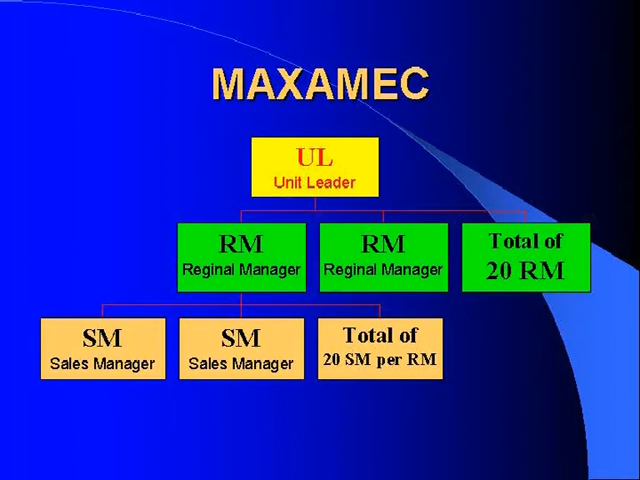 MAXAMEC
UL
Unit Leader
RM
Reginal Manager
RM
Reginal Manager
Total of
20 RM
SM
Sales Manager
SM
Sales Manager
Total of
20 SM per RM